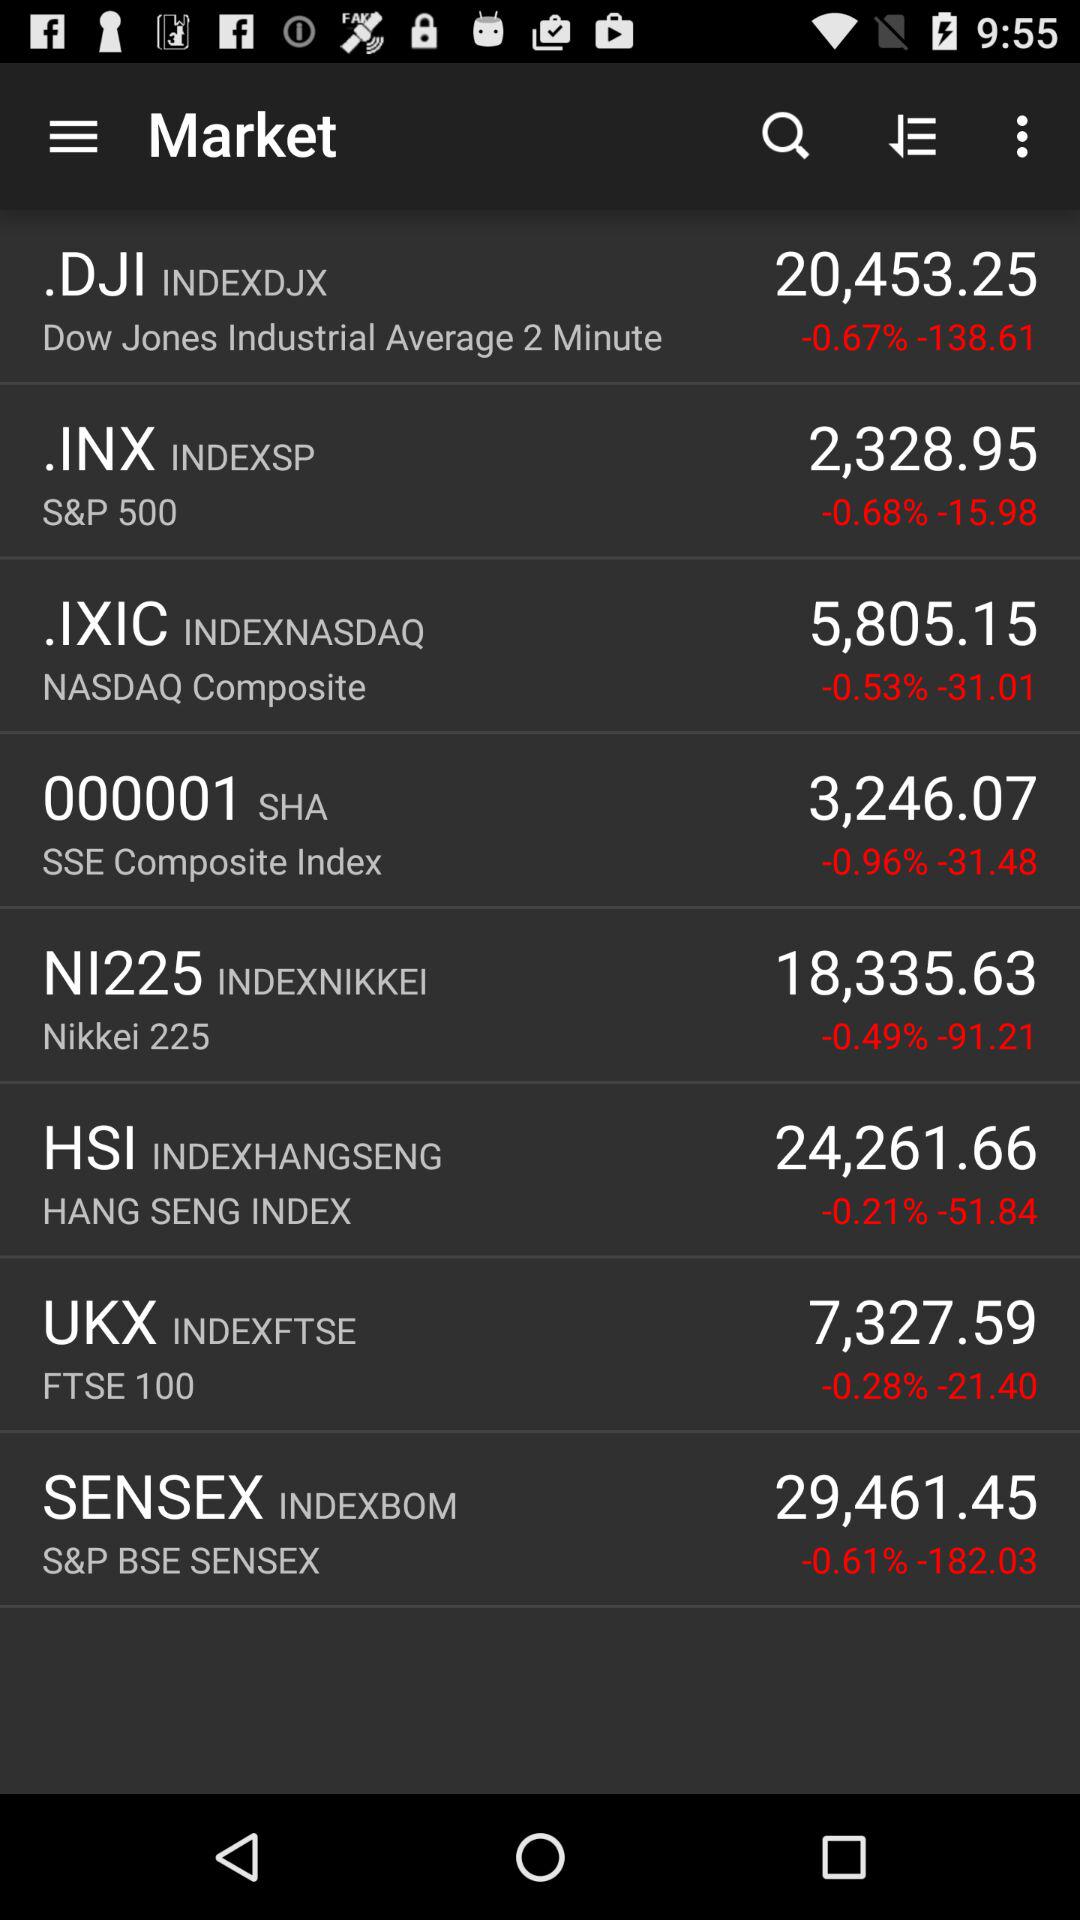 FAKE 9:55
Market
.DJI INDEXDJX 20,453.25
Dow Jones Industrial Average 2 Minute -0.67% -138.61
.INX INDEXSP 2,328.95
S&P 500 -0.68% -15.98
.IXIC INDEXNASDAQ 5,805.15
NASDAQ Composite -0.53% -31.01
000001 SHA 3,246.07
SSE Composite Index -0.96% -31.48
NI225 INDEXNIKKEI 18,335.63
Nikkei 225 -0.49% -91.21
HSI INDEXHANGSENG 24,261.66
HANG SENG INDEX -0.21% -51.84
UKX INDEXFTSE 7,327.59
FTSE 100 -0.28% -21.40
SENSEX INDEXBOM 29,461.45
S&P BSE SENSEX -0.61% -182.03